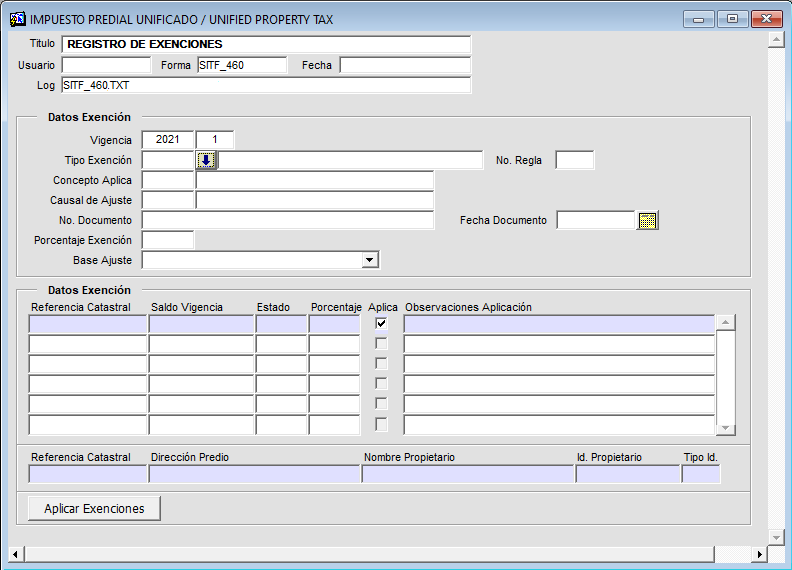 IMPUESTO PREDIAL UNIFICADO / UNIFIED PROPERTY TAX
Título REGISTRO DE EXENCIONES
Usuario Forma SITF_460 Fecha
Log SITF_460.TXT
Datos Exención
Vigencia 2021 1
Tipo Exención No. Regla
Concepto Aplica
Causal de Ajuste
No. Documento Fecha Documento
Porcentaje Exención
Base Ajuste
Datos Exención
Referencia Catastral Saldo Vigencia Estado Porcentaje Aplica Observaciones Aplicación
Referencia Catastral Dirección Predio Nombre Propietario Id. Propietario Tipo Id.
Aplicar Exenciones